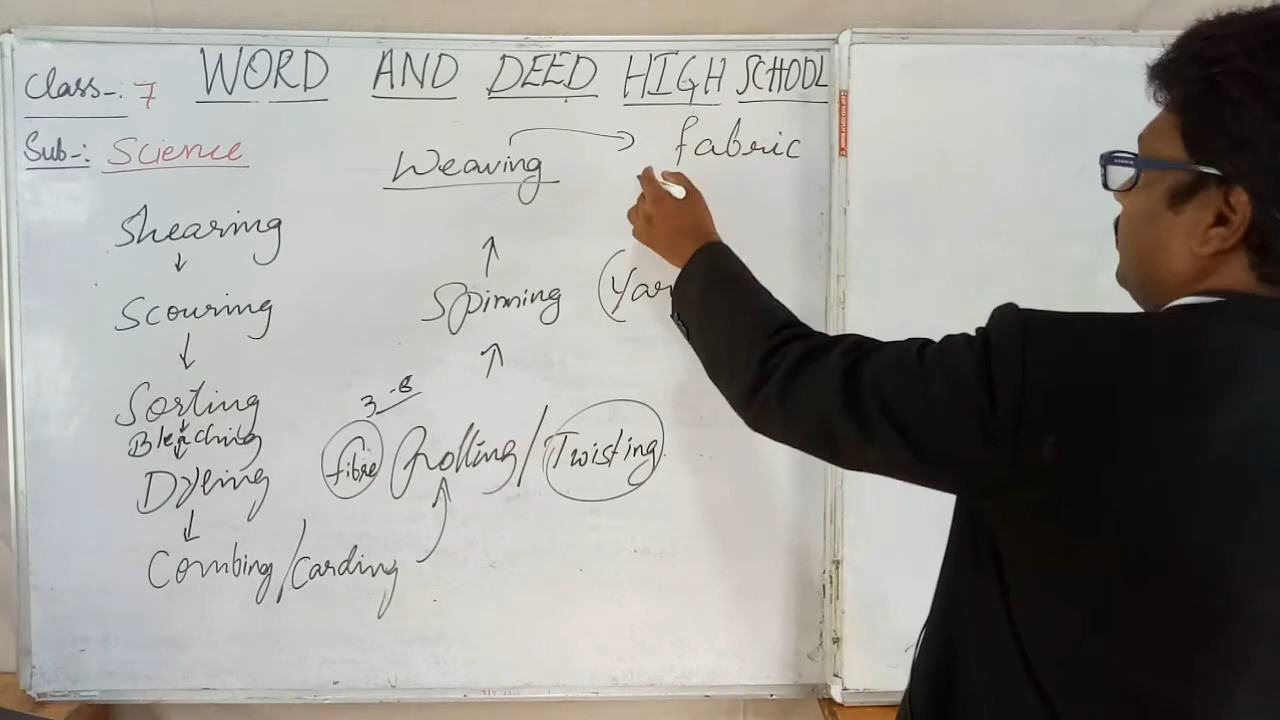 WORD AND DEED HIGH SCHOOL
Class-: 7
Sub-: Science
Weaving → fabric
Shearing
↓
Scouring
↓
Sorting
↓
Bleaching
↓
Dyeing
↓
Combing/Carding
fibre rolling/Twisting
↑
Spinning (Yar
↑